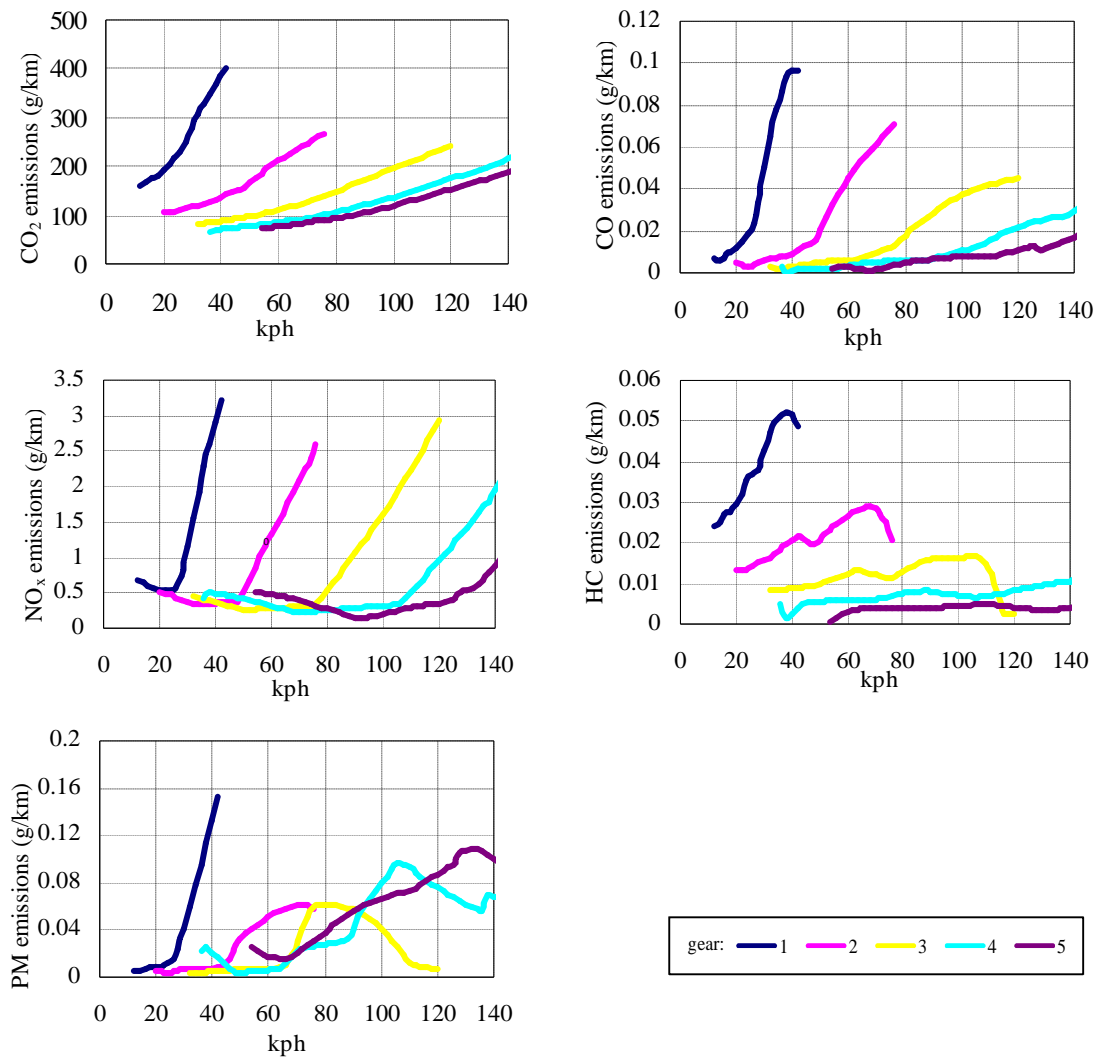 CO₂ emissions (g/km)
500
400
300
200
100
0
0 20 40 60 80 100 120 140
kph
CO emissions (g/km)
0.12
0.1
0.08
0.06
0.04
0.02
0
0 20 40 60 80 100 120 140
kph
NOₓ emissions (g/km)
3.5
3
2.5
2
1.5
1
0.5
0
0 20 40 60 80 100 120 140
kph
HC emissions (g/km)
0.06
0.05
0.04
0.03
0.02
0.01
0
0 20 40 60 80 100 120 140
kph
PM emissions (g/km)
0.2
0.16
0.12
0.08
0.04
0
0 20 40 60 80 100 120 140
kph
gear: 1 2 3 4 5